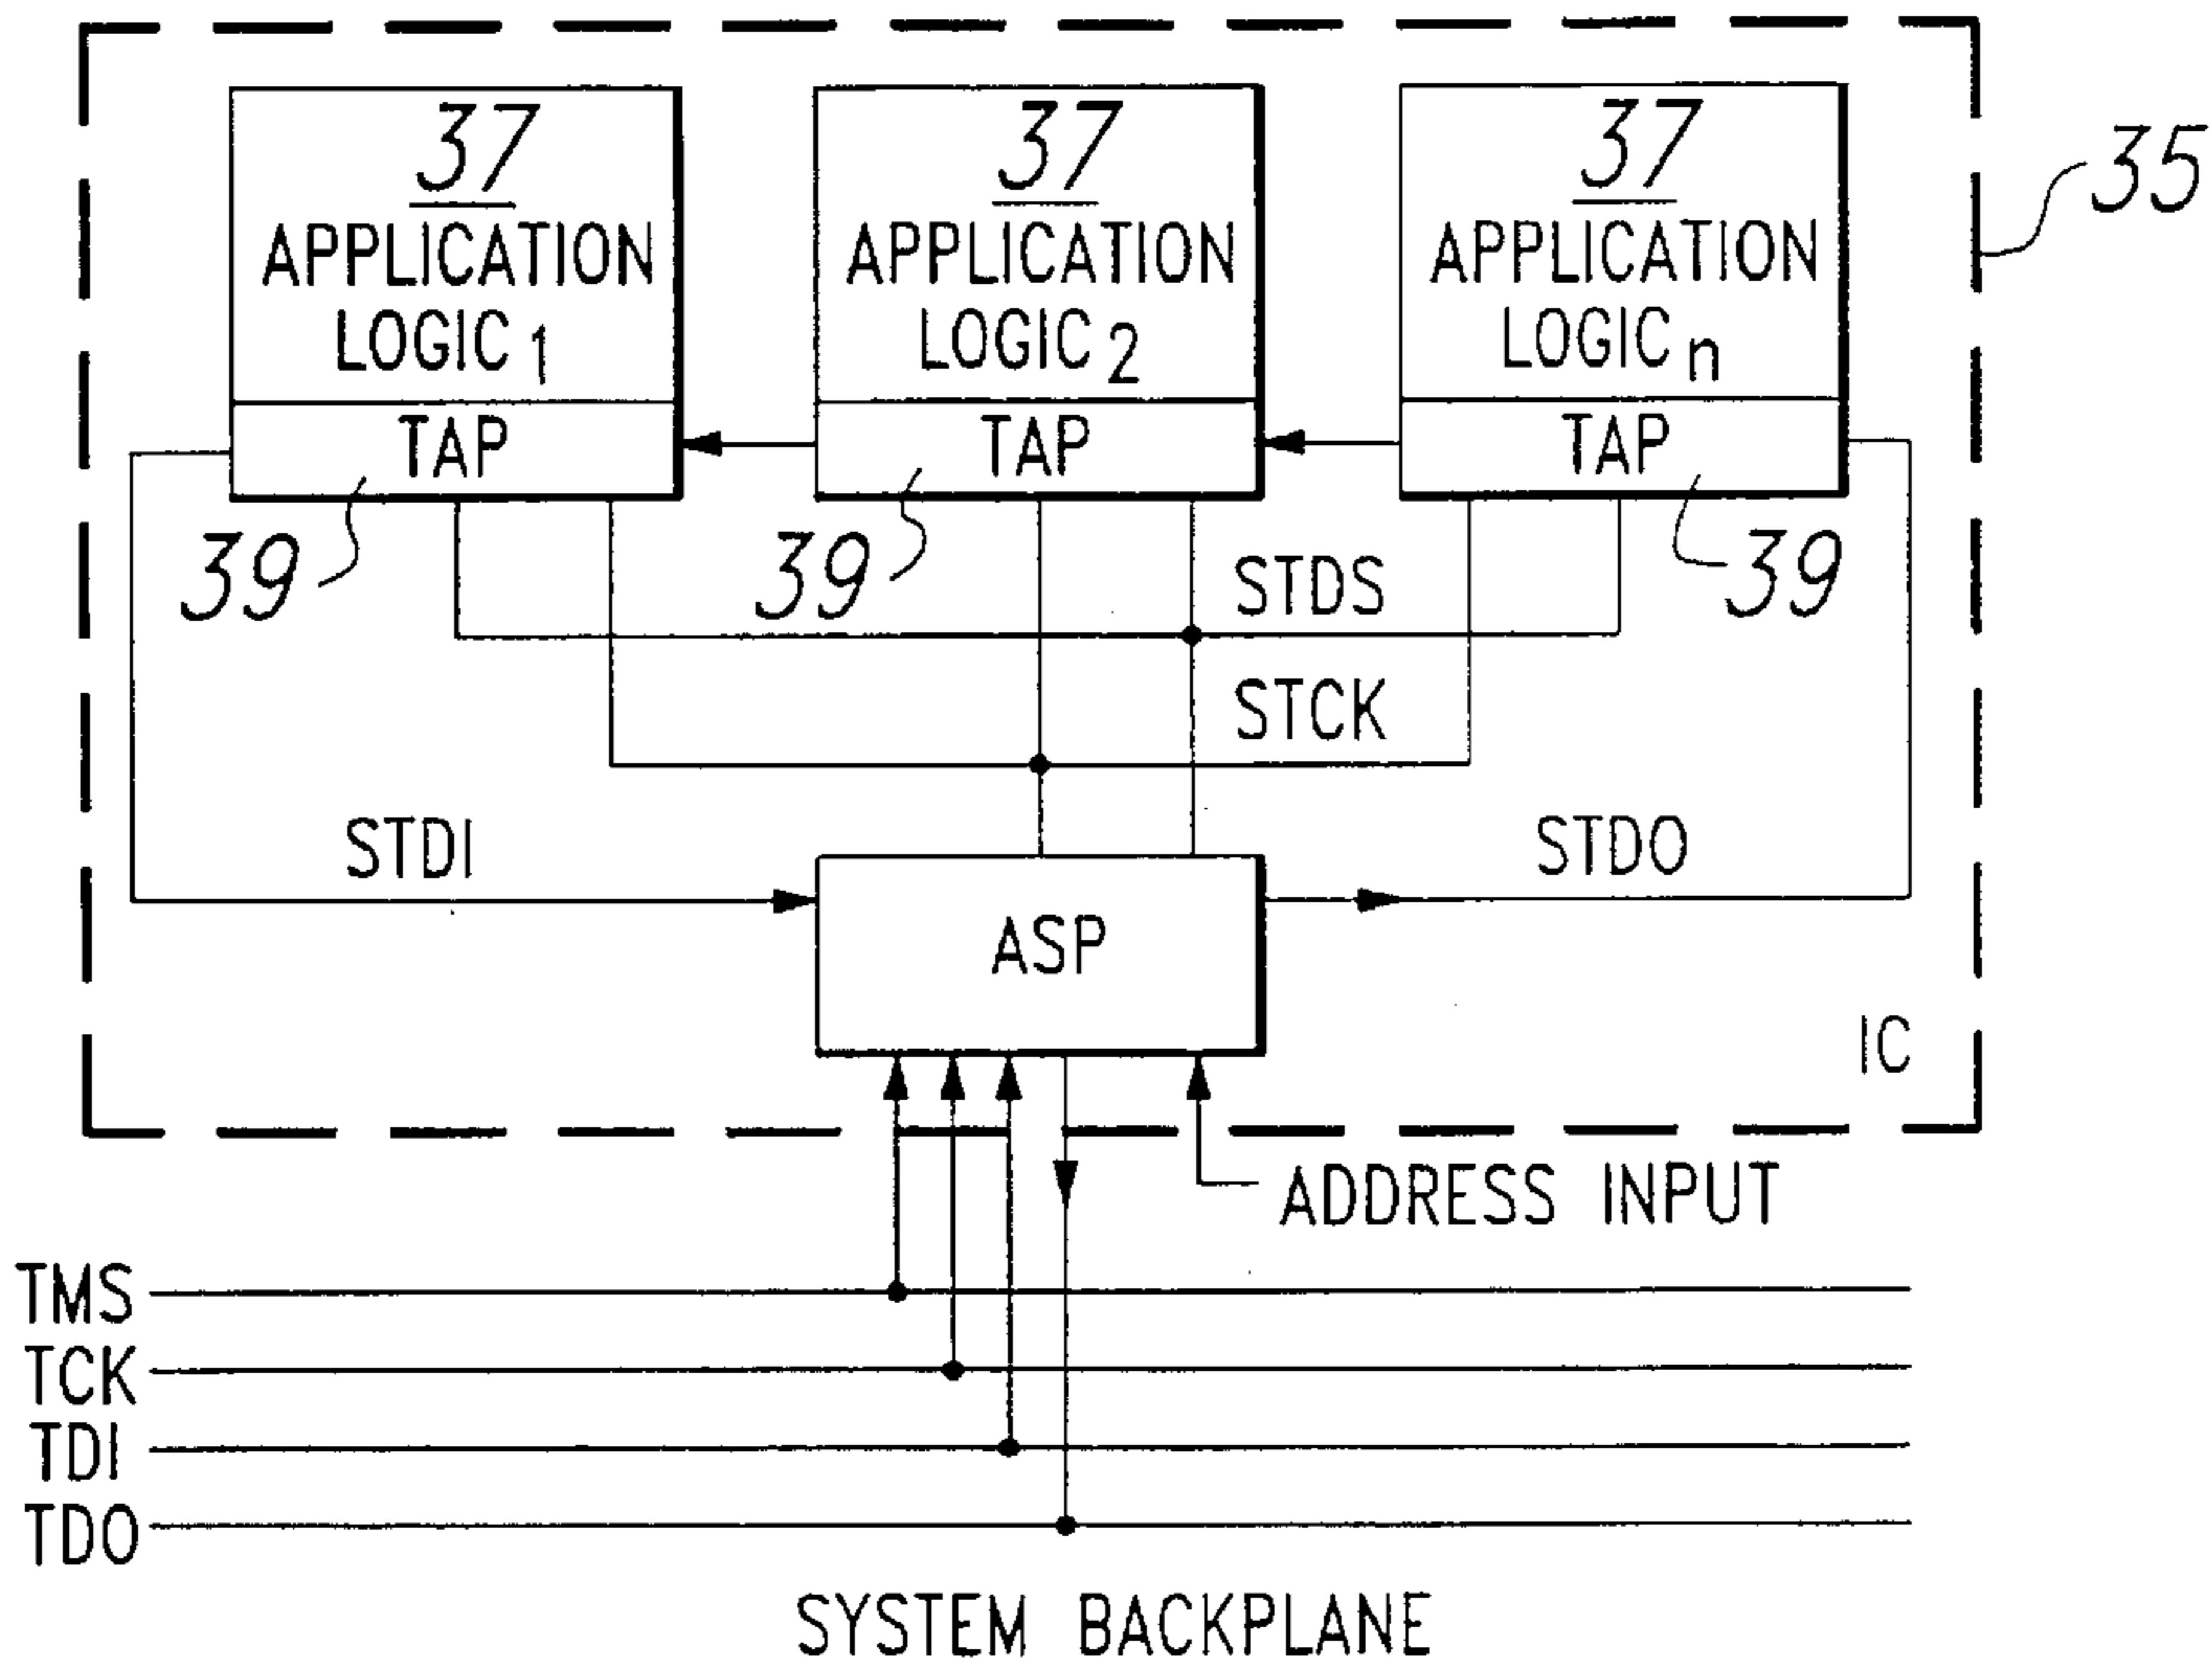 37
APPLICATION
LOGIC 1
TAP
39
37
APPLICATION
LOGIC 2
TAP
39
37
APPLICATION
LOGIC n
TAP
39
35
STDS
STCK
STDI
STDO
ASP
IC
ADDRESS INPUT
TMS
TCK
TDI
TDO
SYSTEM BACKPLANE